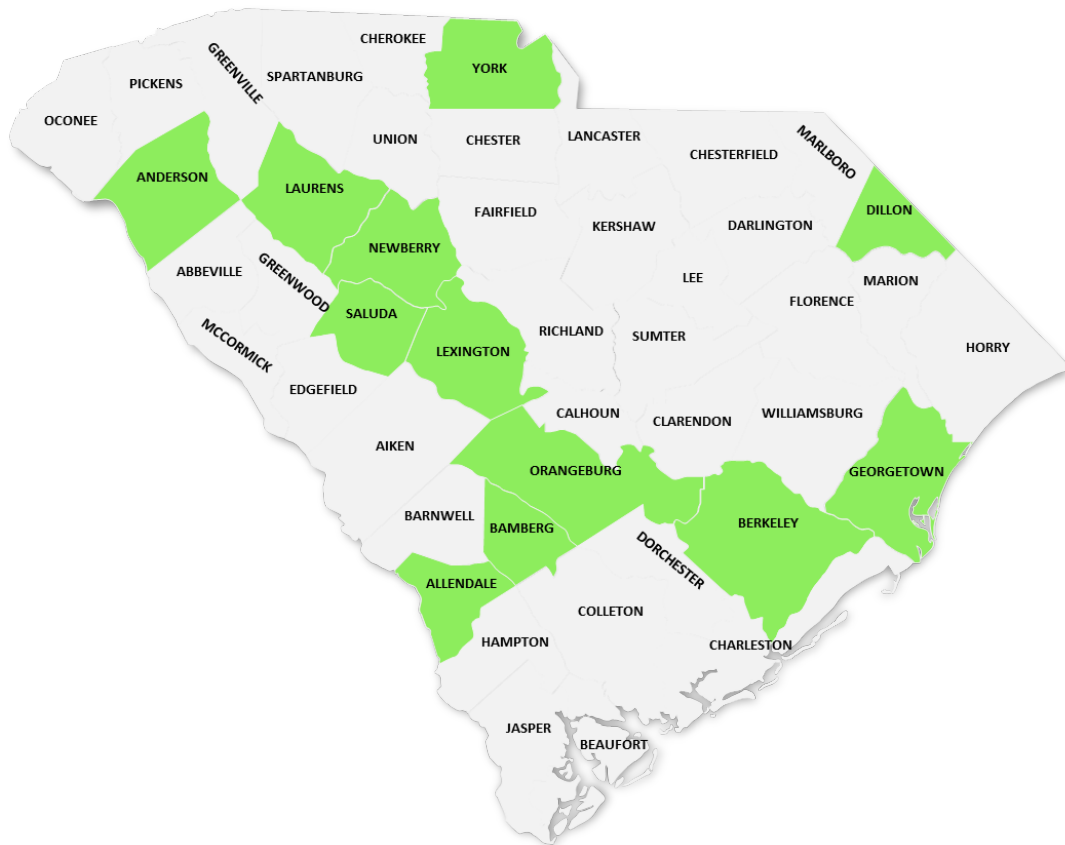 CHEROKEE
YORK
GREENVILLE
SPARTANBURG
PICKENS
OCONEE
UNION
CHESTER
LANCASTER
CHESTERFIELD
MARLBORO
ANDERSON
LAURENS
DILLON
FAIRFIELD
KERSHAW
DARLINGTON
NEWBERRY
ABBEVILLE
GREENWOOD
LEE
MARION
FLORENCE
SALUDA
RICHLAND
SUMTER
MCCORMICK
LEXINGTON
HORRY
EDGEFIELD
CALHOUN
CLARENDON
WILLIAMSBURG
AIKEN
ORANGEBURG
GEORGETOWN
BARNWELL
BAMBERG
BERKELEY
DORCHESTER
ALLENDALE
COLLETON
HAMPTON
CHARLESTON
JASPER
BEAUFORT